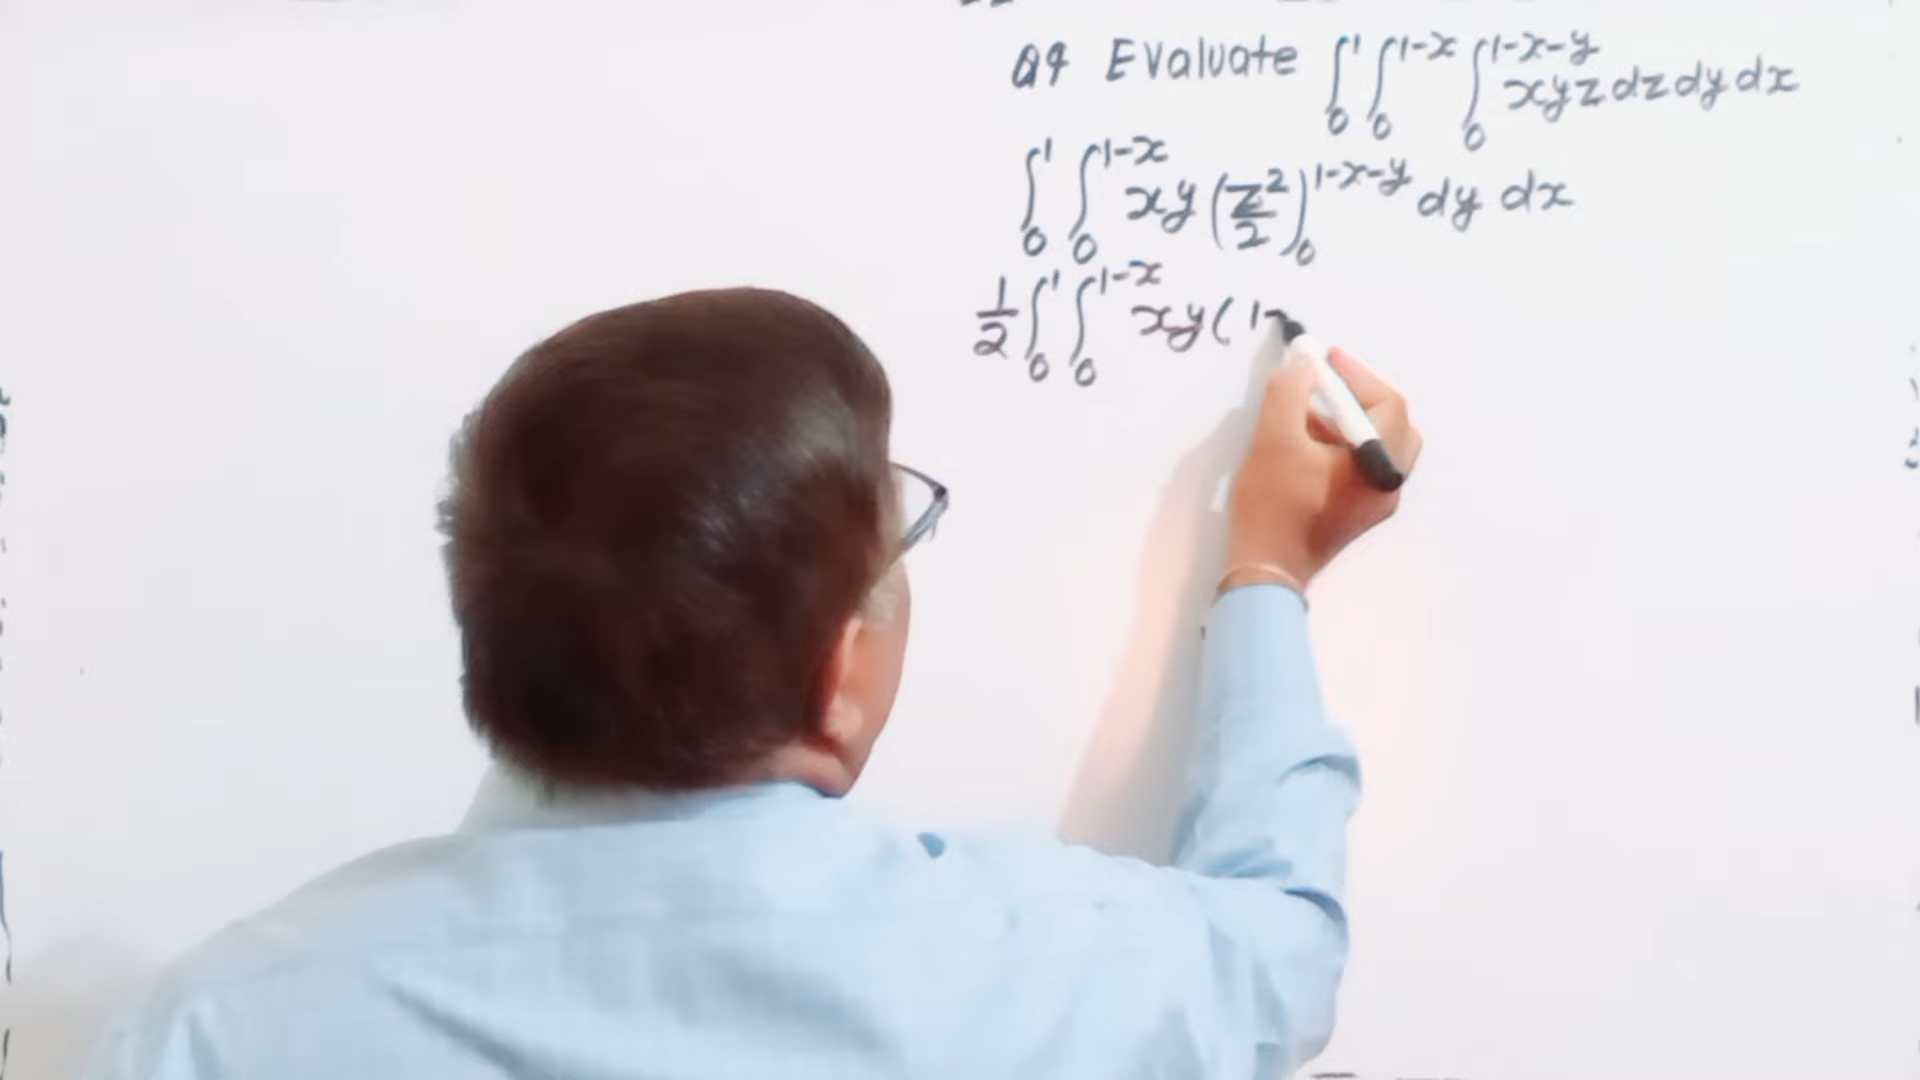 Q9 Evaluate ∫₀¹ ∫₀^{1-x} ∫₀^{1-x-y} xyz dz dy dx
∫₀¹ ∫₀^{1-x} xy (z²/2)₀^{1-x-y} dy dx
1/2 ∫₀¹ ∫₀^{1-x} xy(1-